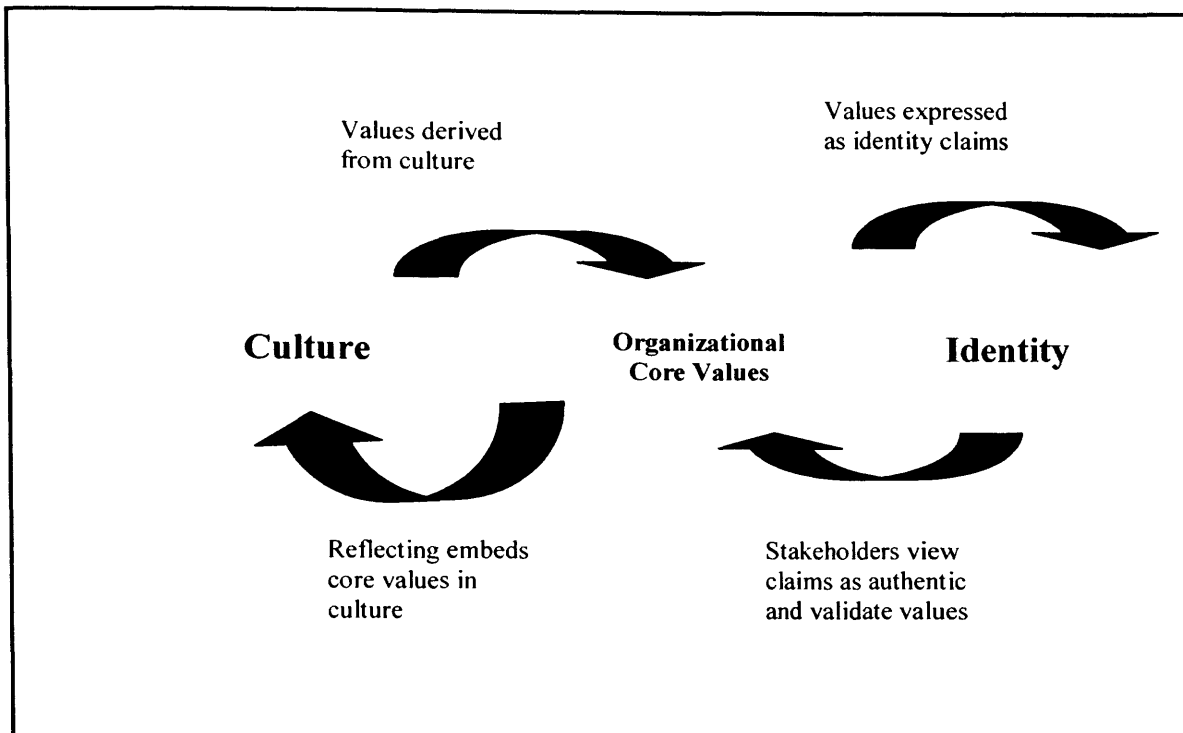 Values derived
from culture
Values expressed
as identity claims
Culture
Organizational
Core Values
Identity
Reflecting embeds
core values in
culture
Stakeholders view
claims as authentic
and validate values